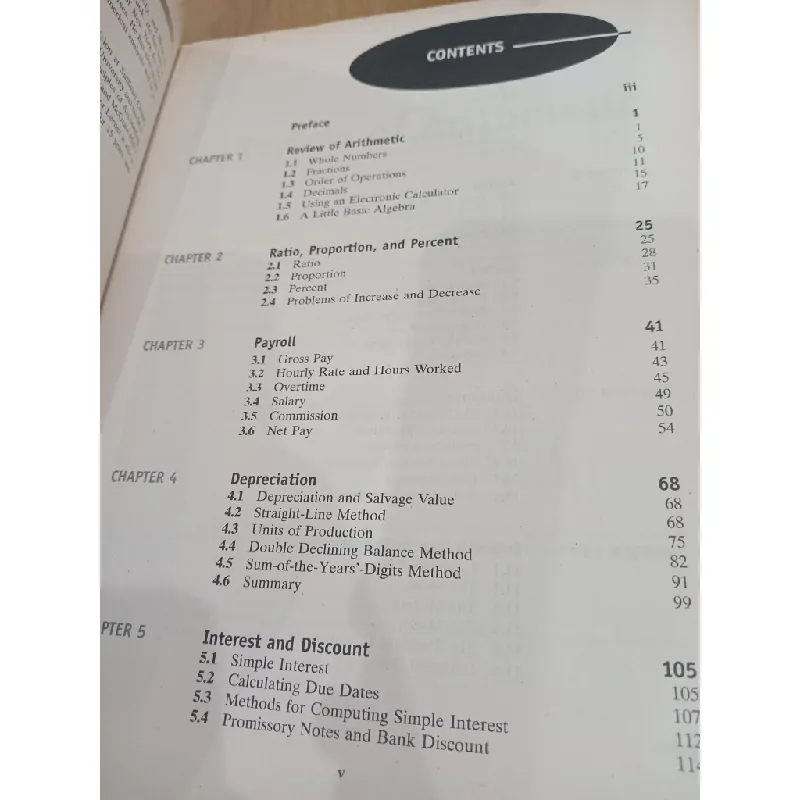 CONTENTS
Preface iii
CHAPTER 1 Review of Arithmetic 1
1.1 Whole Numbers 1
1.2 Fractions 5
1.3 Order of Operations 10
1.4 Decimals 11
1.5 Using an Electronic Calculator 15
1.6 A Little Basic Algebra 17
CHAPTER 2 Ratio, Proportion, and Percent 25
2.1 Ratio 25
2.2 Proportion 28
2.3 Percent 31
2.4 Problems of Increase and Decrease 35
CHAPTER 3 Payroll 41
3.1 Gross Pay 41
3.2 Hourly Rate and Hours Worked 43
3.3 Overtime 45
3.4 Salary 49
3.5 Commission 50
3.6 Net Pay 54
CHAPTER 4 Depreciation 68
4.1 Depreciation and Salvage Value 68
4.2 Straight-Line Method 68
4.3 Units of Production 75
4.4 Double Declining Balance Method 82
4.5 Sum-of-the-Years'-Digits Method 91
4.6 Summary 99
PTER 5 Interest and Discount 105
5.1 Simple Interest 105
5.2 Calculating Due Dates 107
5.3 Methods for Computing Simple Interest 112
5.4 Promissory Notes and Bank Discount 114
v